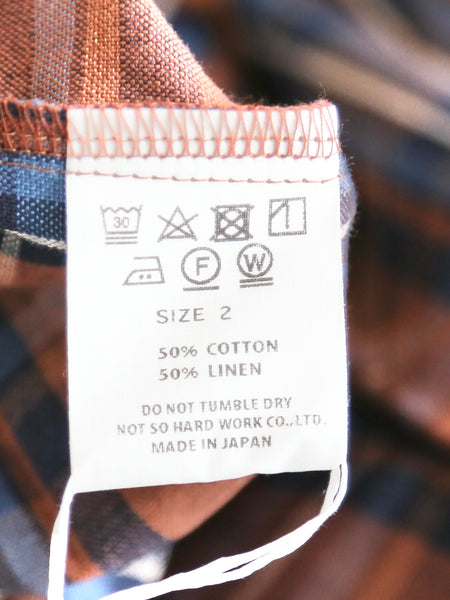 30
F W
SIZE 2
50% COTTON
50% LINEN
DO NOT TUMBLE DRY
NOT SO HARD WORK CO.,LTD.
MADE IN JAPAN